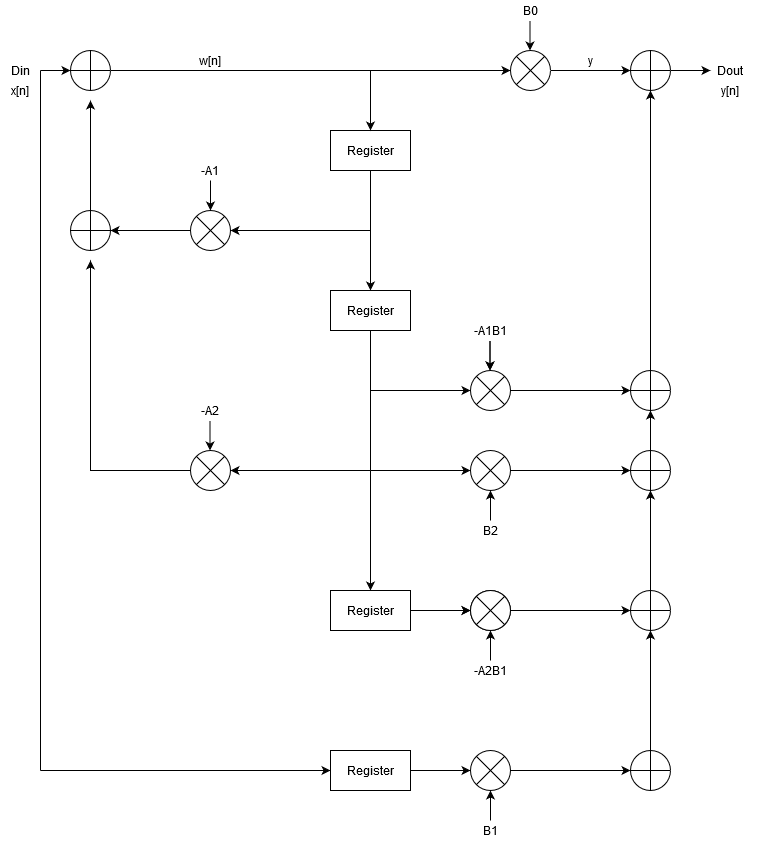 B0
Din
w[n]
y
Dout
x[n]
y[n]
Register
-A1
Register
-A1B1
-A2
B2
Register
-A2B1
Register
B1